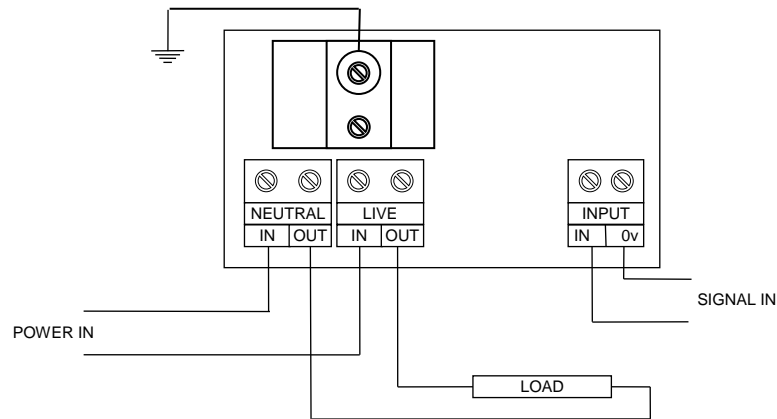 NEUTRAL LIVE INPUT
IN OUT IN OUT IN 0v
SIGNAL IN
POWER IN
LOAD